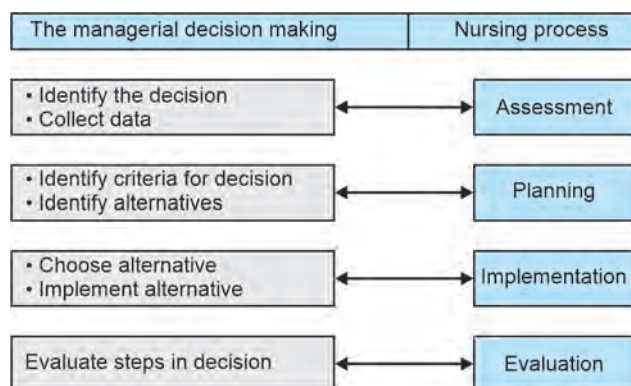 The managerial decision making
Nursing process
• Identify the decision
• Collect data
Assessment
• Identify criteria for decision
• Identify alternatives
Planning
• Choose alternative
• Implement alternative
Implementation
Evaluate steps in decision
Evaluation